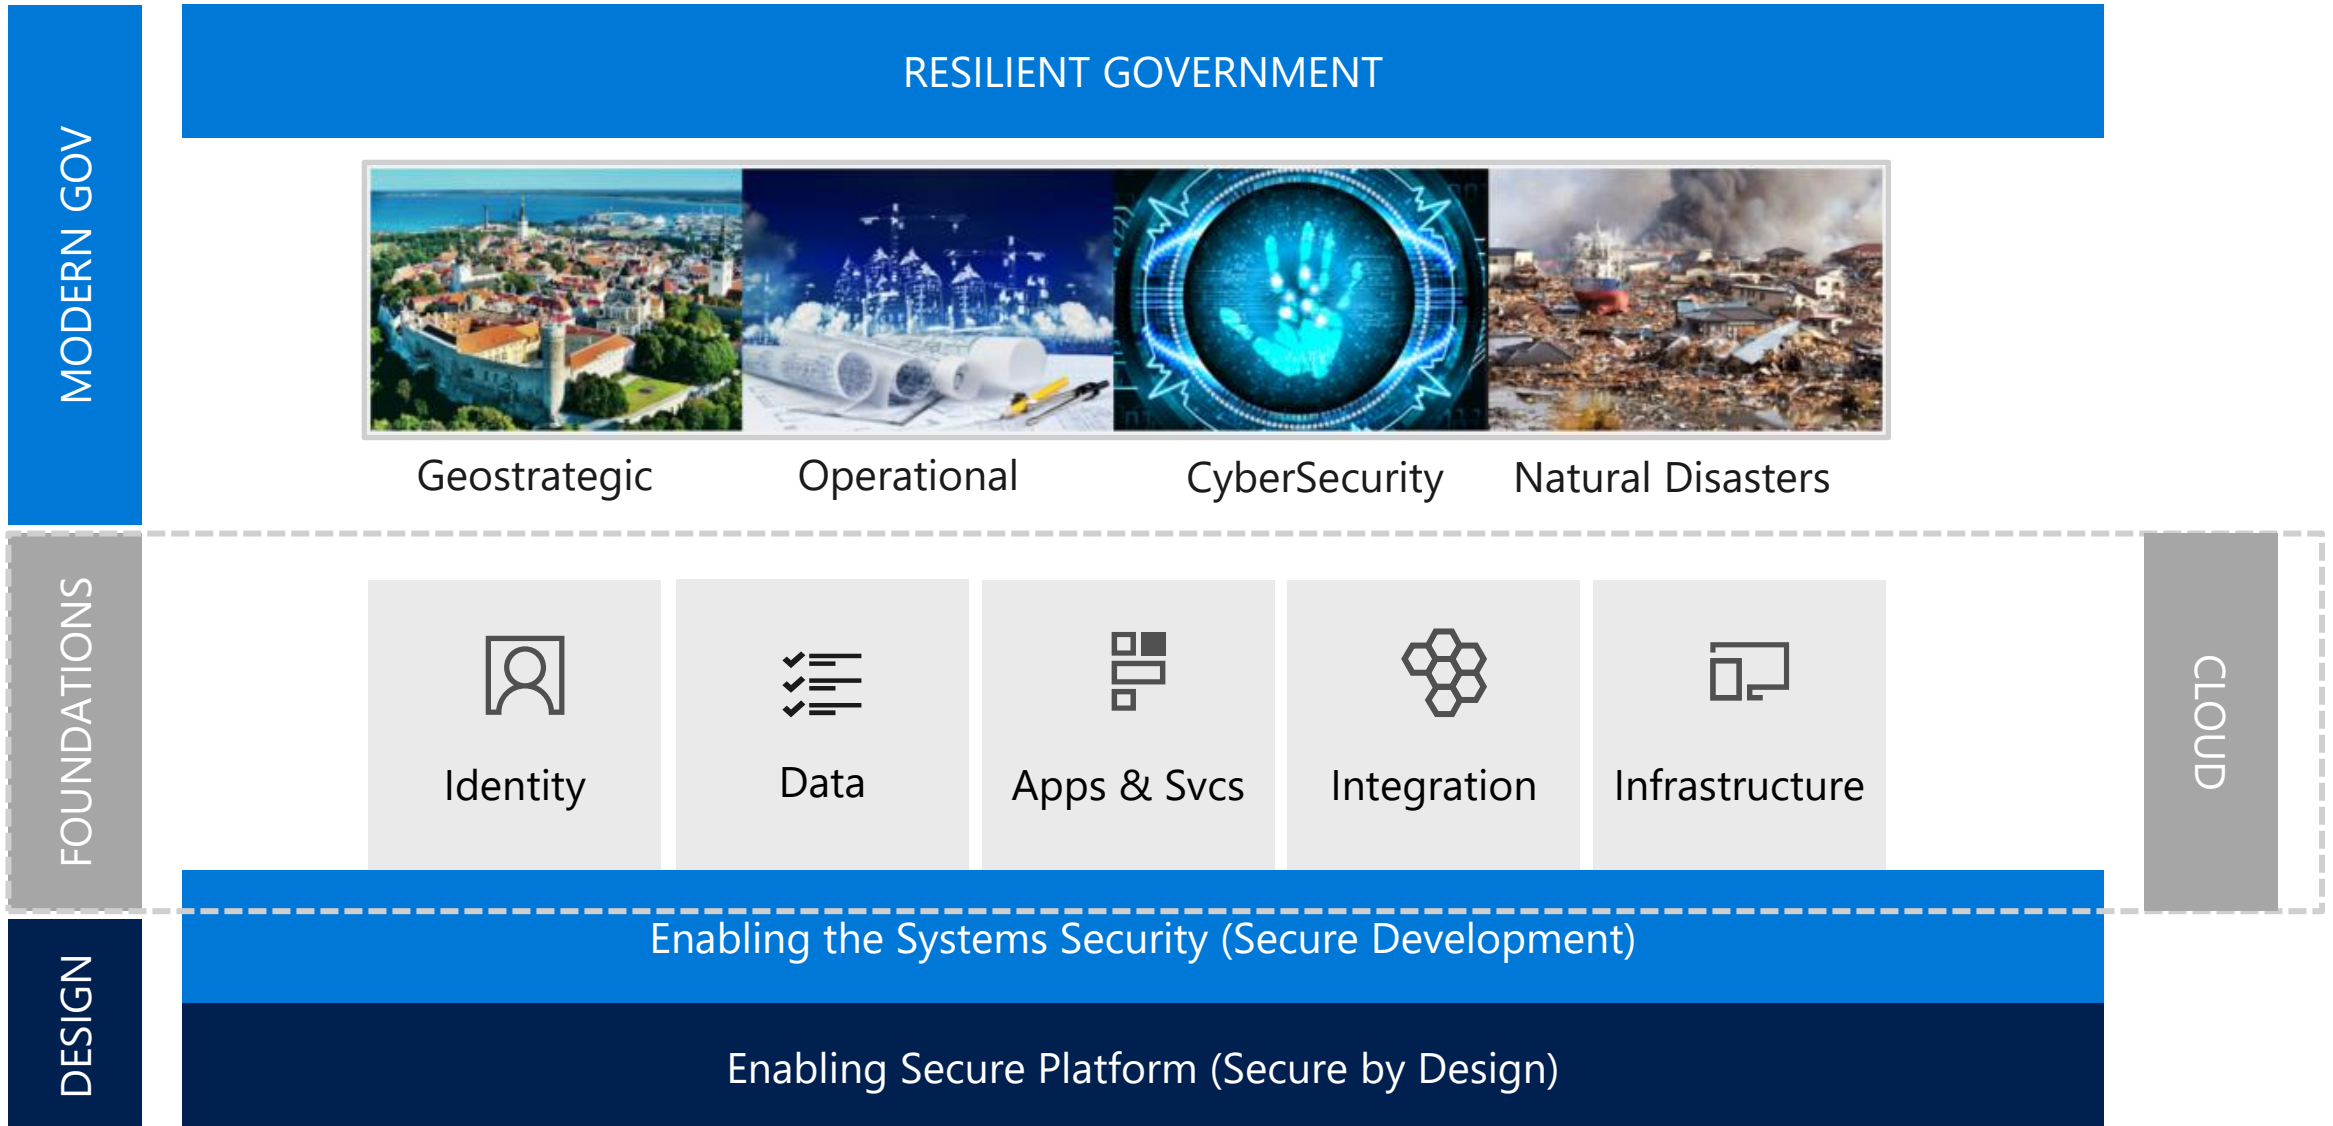 RESILIENT GOVERNMENT
MODERN GOV
Geostrategic
Operational
CyberSecurity
Natural Disasters
FOUNDATIONS
Identity
Data
Apps & Svcs
Integration
Infrastructure
CLOUD
Enabling the Systems Security (Secure Development)
DESIGN
Enabling Secure Platform (Secure by Design)